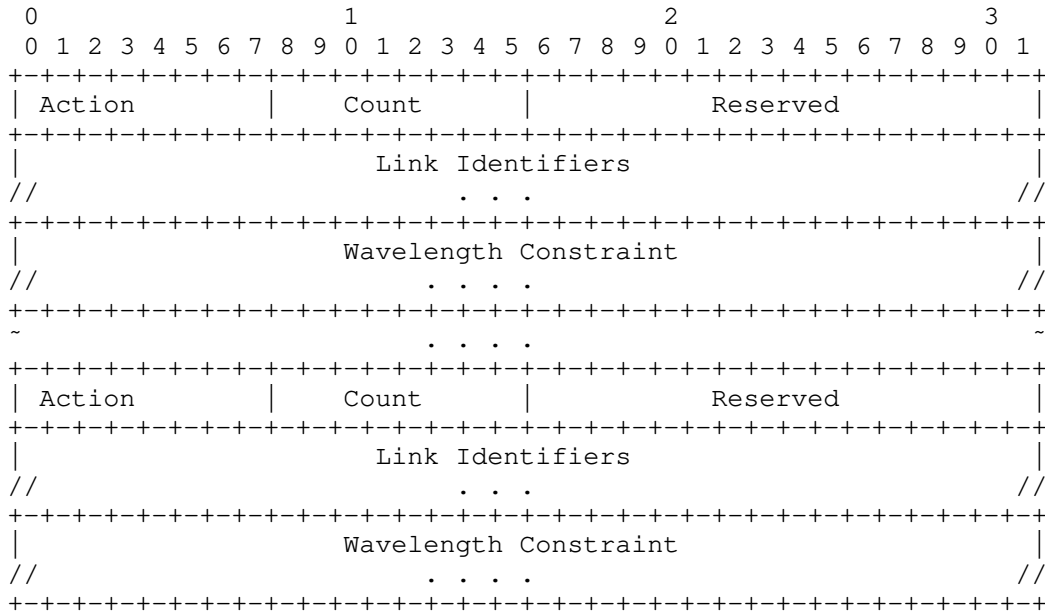 0                   1                   2                   3
 0 1 2 3 4 5 6 7 8 9 0 1 2 3 4 5 6 7 8 9 0 1 2 3 4 5 6 7 8 9 0 1
+-+-+-+-+-+-+-+-+-+-+-+-+-+-+-+-+-+-+-+-+-+-+-+-+-+-+-+-+-+-+-+-+
| Action        |    Count      |           Reserved            |
+-+-+-+-+-+-+-+-+-+-+-+-+-+-+-+-+-+-+-+-+-+-+-+-+-+-+-+-+-+-+-+-+
|                      Link Identifiers                         |
//                          . . .                              //
+-+-+-+-+-+-+-+-+-+-+-+-+-+-+-+-+-+-+-+-+-+-+-+-+-+-+-+-+-+-+-+-+
|                    Wavelength Constraint                      |
//                        . . . .                              //
+-+-+-+-+-+-+-+-+-+-+-+-+-+-+-+-+-+-+-+-+-+-+-+-+-+-+-+-+-+-+-+-+
~                         . . . .                               ~
+-+-+-+-+-+-+-+-+-+-+-+-+-+-+-+-+-+-+-+-+-+-+-+-+-+-+-+-+-+-+-+-+
| Action        |    Count      |           Reserved            |
+-+-+-+-+-+-+-+-+-+-+-+-+-+-+-+-+-+-+-+-+-+-+-+-+-+-+-+-+-+-+-+-+
|                      Link Identifiers                         |
//                          . . .                              //
+-+-+-+-+-+-+-+-+-+-+-+-+-+-+-+-+-+-+-+-+-+-+-+-+-+-+-+-+-+-+-+-+
|                    Wavelength Constraint                      |
//                        . . . .                              //
+-+-+-+-+-+-+-+-+-+-+-+-+-+-+-+-+-+-+-+-+-+-+-+-+-+-+-+-+-+-+-+-+